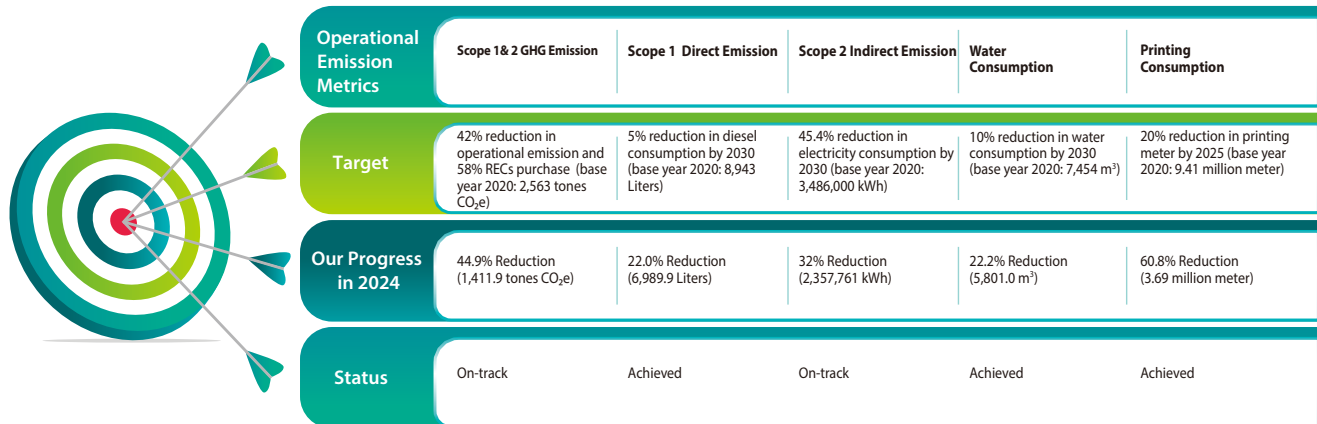 Operational
Emission
Metrics
Scope 1& 2 GHG Emission
Scope 1 Direct Emission
Scope 2 Indirect Emission
Water
Consumption
Printing
Consumption
Target
42% reduction in
operational emission and
58% RECs purchase (base
year 2020: 2,563 tones
CO₂e)
5% reduction in diesel
consumption by 2030
(base year 2020: 8,943
Liters)
45.4% reduction in
electricity consumption by
2030 (base year 2020:
3,486,000 kWh)
10% reduction in water
consumption by 2030
(base year 2020: 7,454 m³)
20% reduction in printing
meter by 2025 (base year
2020: 9.41 million meter)
Our Progress
in 2024
44.9% Reduction
(1,411.9 tones CO₂e)
22.0% Reduction
(6,989.9 Liters)
32% Reduction
(2,357,761 kWh)
22.2% Reduction
(5,801.0 m³)
60.8% Reduction
(3.69 million meter)
Status
On-track
Achieved
On-track
Achieved
Achieved